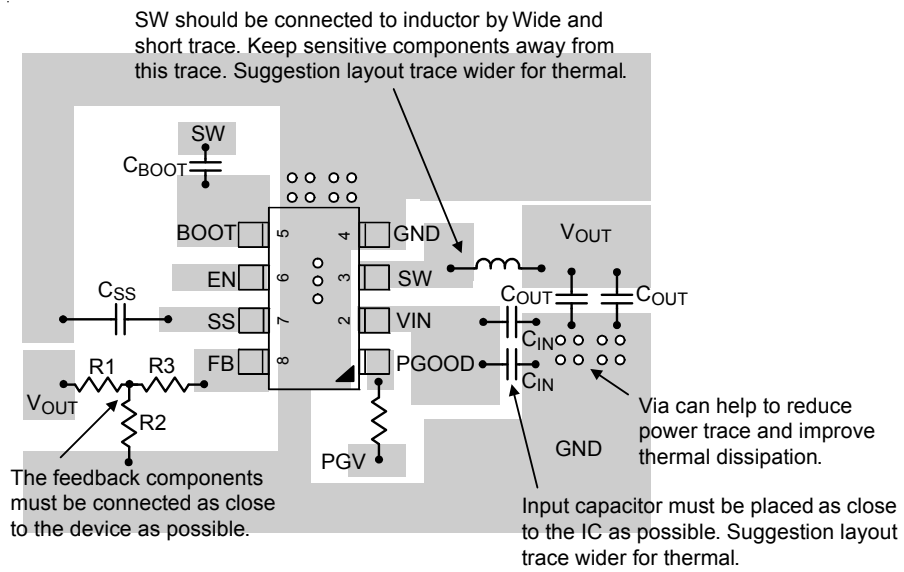 SW should be connected to inductor by Wide and
short trace. Keep sensitive components away from
this trace. Suggestion layout trace wider for thermal.
SW
CBOOT
BOOT 5 4 GND
VOUT
EN 6 3 SW
CSS
COUT COUT
SS 7 2 VIN
CIN
FB 8 PGOOD
R1 R3
CIN
VOUT
R2
Via can help to reduce
power trace and improve
thermal dissipation.
GND
PGV
The feedback components
must be connected as close
to the device as possible.
Input capacitor must be placed as close
to the IC as possible. Suggestion layout
trace wider for thermal.